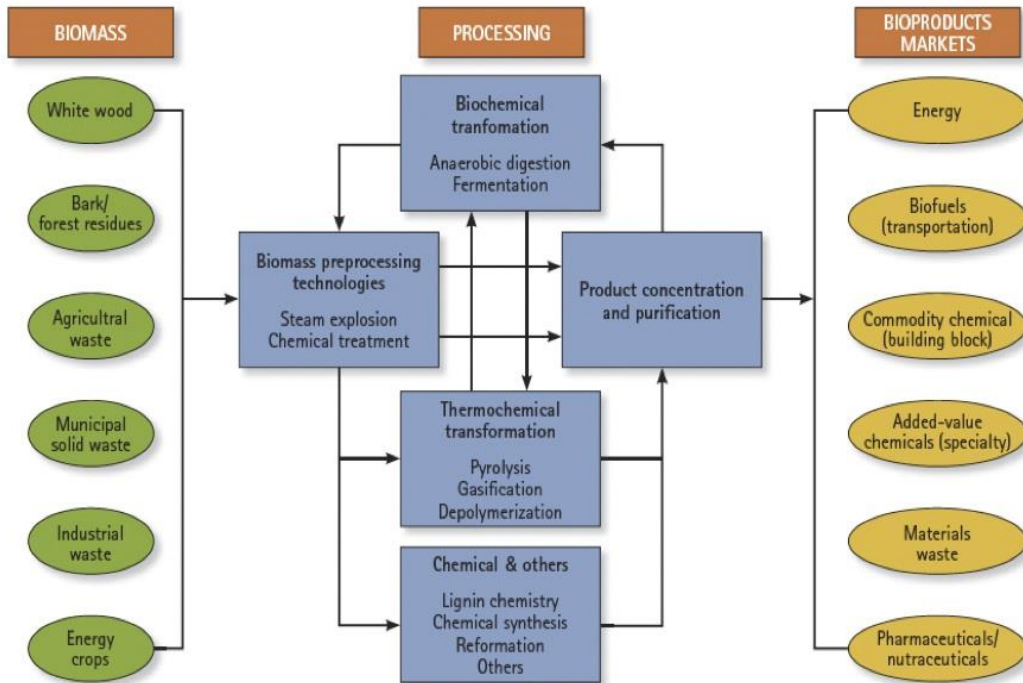 BIOMASS
White wood
Bark/
forest residues
Agricultral
waste
Municipal
solid waste
Industrial
waste
Energy
crops
PROCESSING
Biochemical
tranfomation
Anaerobic digestion
Fermentation
Biomass preprocessing
technologies
Steam explosion
Chemical treatment
Product concentration
and purification
Thermochemical
transformation
Pyrolysis
Gasification
Depolymerization
Chemical & others
Lignin chemistry
Chemical synthesis
Reformation
Others
BIOPRODUCTS
MARKETS
Energy
Biofuels
(transportation)
Commodity chemical
(building block)
Added-value
chemicals (specialty)
Materials
waste
Pharmaceuticals/
nutraceuticals